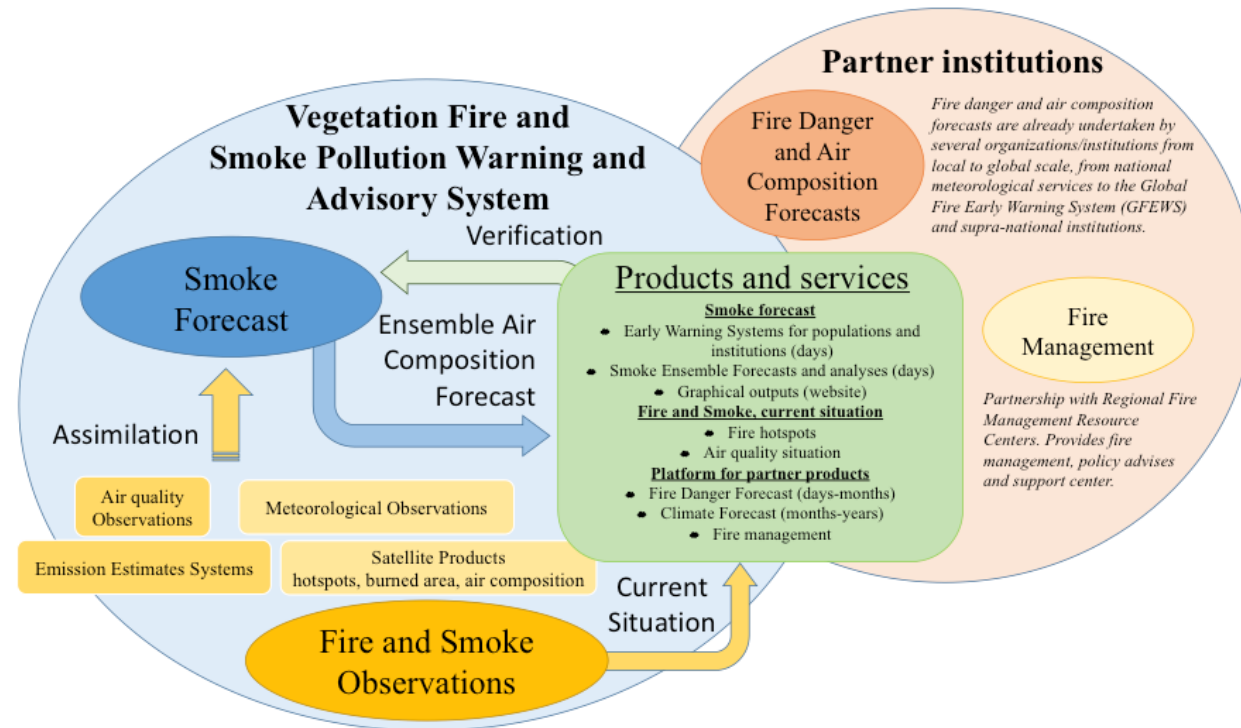 Partner institutions
Vegetation Fire and
Smoke Pollution Warning and
Advisory System
Fire Danger
and Air
Composition
Forecasts
Fire danger and air composition
forecasts are already undertaken by
several organizations/institutions from
local to global scale, from national
meteorological services to the Global
Fire Early Warning System (GFEWS)
and supra-national institutions.
Verification
Smoke
Forecast
Ensemble Air
Composition
Forecast
Products and services
Smoke forecast
Early Warning Systems for populations and
institutions (days)
Smoke Ensemble Forecasts and analyses (days)
Graphical outputs (website)
Fire and Smoke, current situation
Fire hotspots
Air quality situation
Platform for partner products
Fire Danger Forecast (days-months)
Climate Forecast (months-years)
Fire management
Fire
Management
Partnership with Regional Fire
Management Resource
Centers. Provides fire
management, policy advises
and support center.
Assimilation
Air quality
Observations
Meteorological Observations
Emission Estimates Systems
Satellite Products
hotspots, burned area, air composition
Current
Situation
Fire and Smoke
Observations